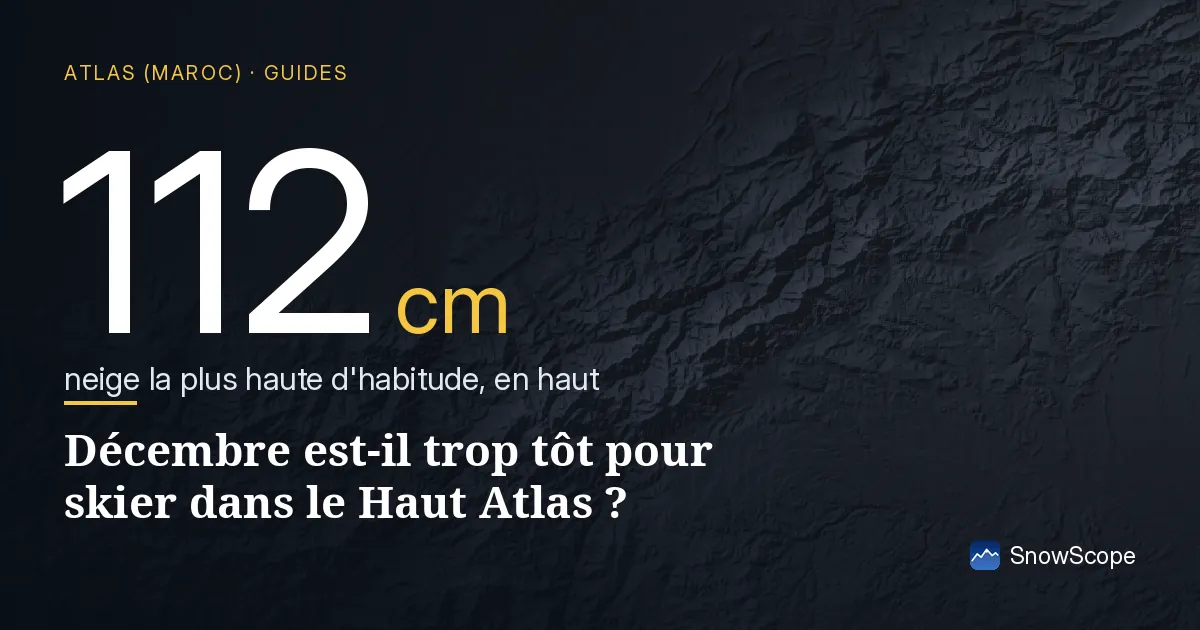 ATLAS (MAROC) · GUIDES
112 cm
neige la plus haute d'habitude, en haut
Décembre est-il trop tôt pour
skier dans le Haut Atlas ?
SnowScope